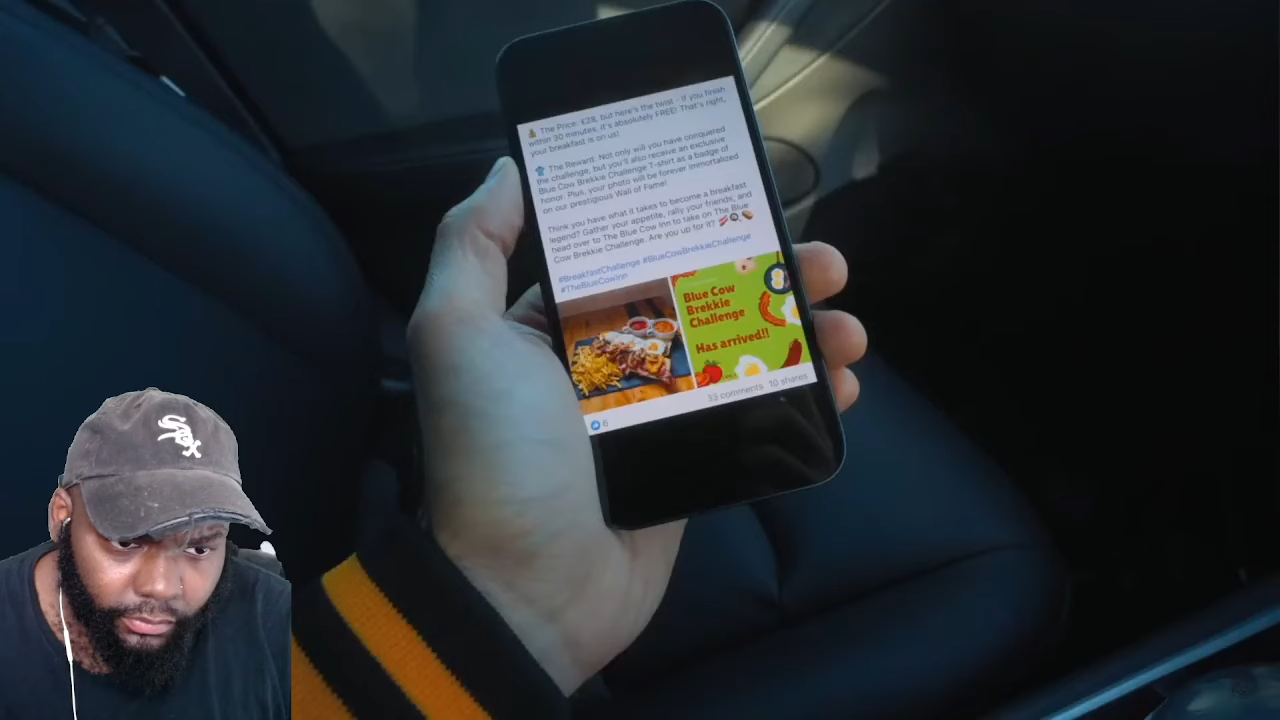 The Price: €28, but here's the twist - if you finish
within 30 minutes, it's absolutely FREE! That's right,
your breakfast is on us!
The Reward: Not only will you have conquered
the challenge, but you'll also receive an exclusive
Blue Cow Brekkie Challenge T-shirt as a badge of
honor. Plus, your photo will be forever immortalized
on our prestigious Wall of Fame!
Think you have what it takes to become a breakfast
legend? Gather your appetite, rally your friends, and
head over to The Blue Cow Inn to take on The Blue
Cow Brekkie Challenge. Are you up for it?
#BreakfastChallenge #BlueCowBrekkieChallenge
#TheBlueCowInn
Blue Cow
Brekkie
Challenge
Has arrived!!
6
33 comments 10 shares
Sox